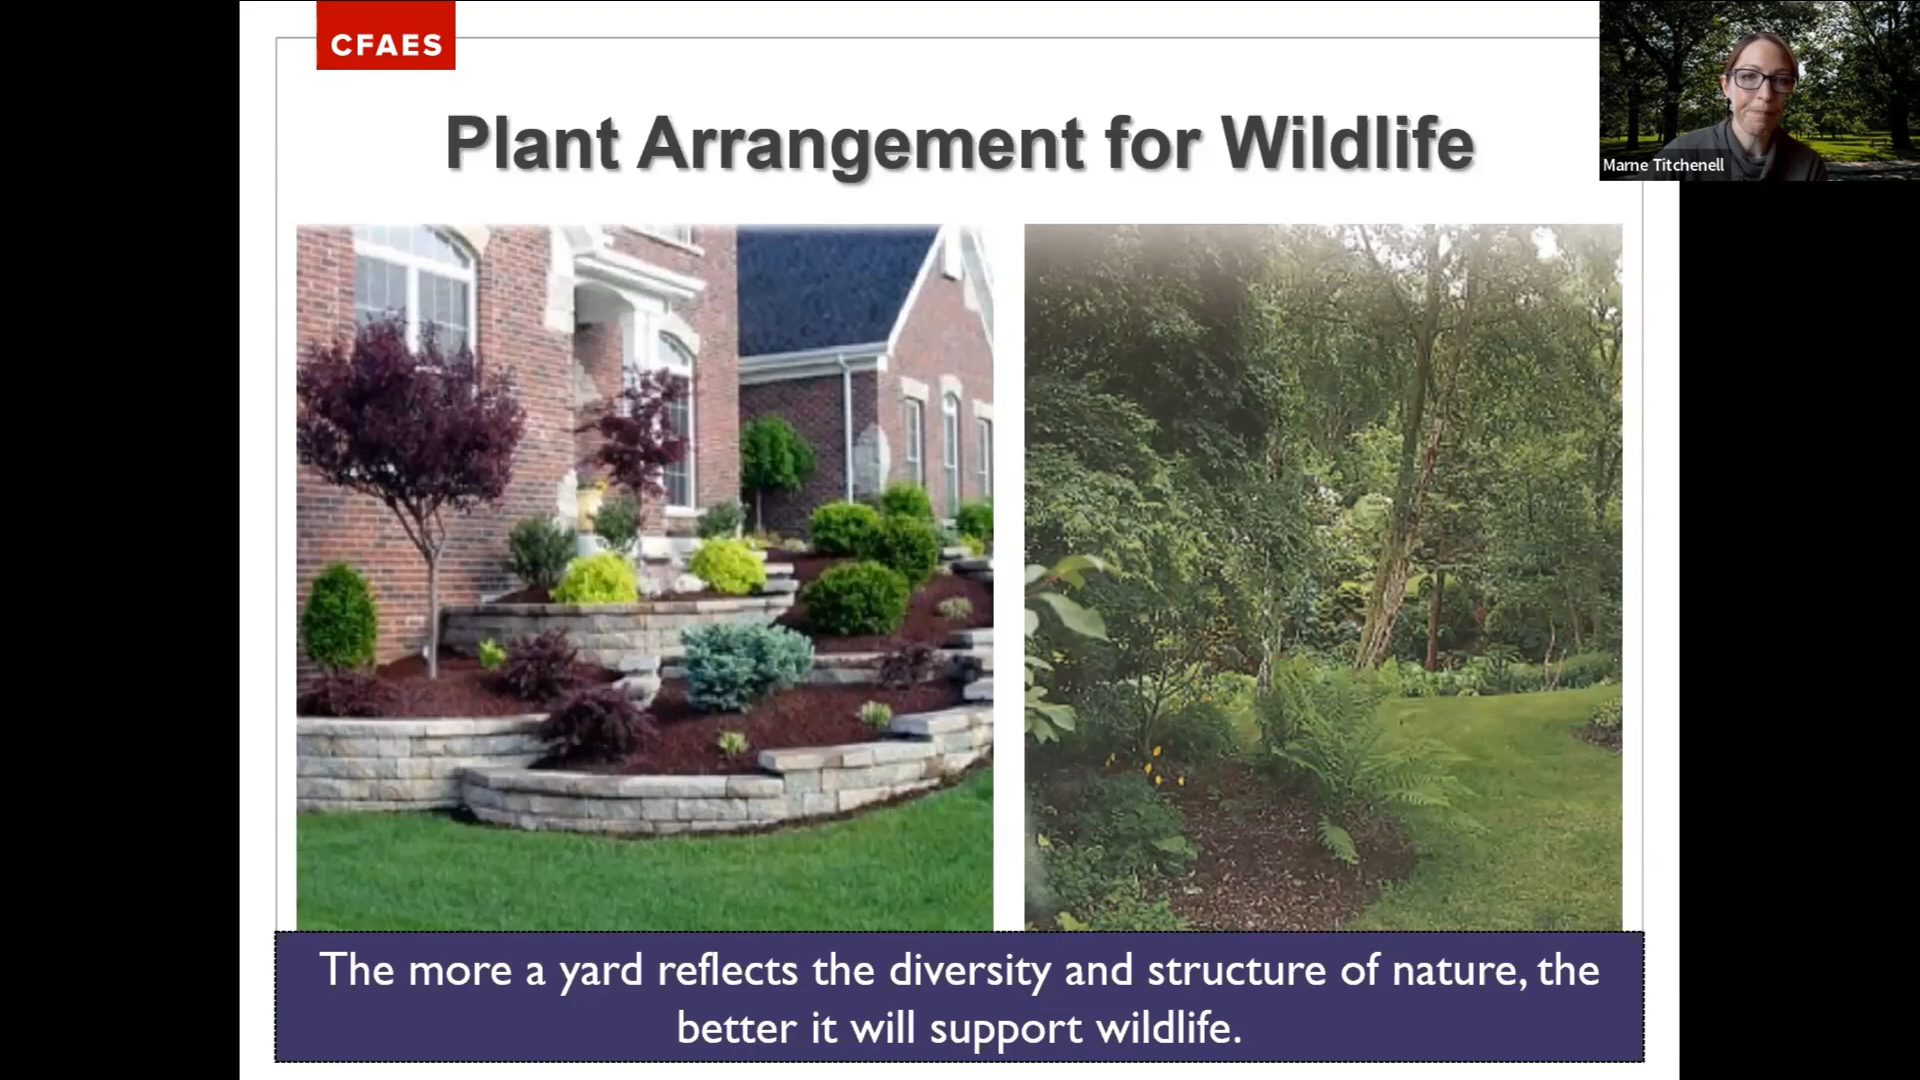 CFAES
Plant Arrangement for Wildlife
Marne Titchenell
The more a yard reflects the diversity and structure of nature, the
better it will support wildlife.